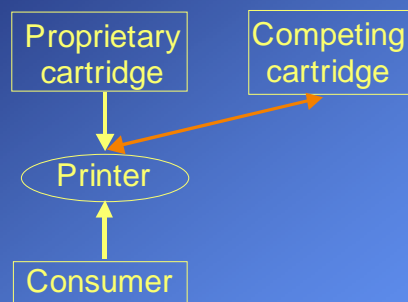 Proprietary
cartridge
Competing
cartridge
Printer
Consumer